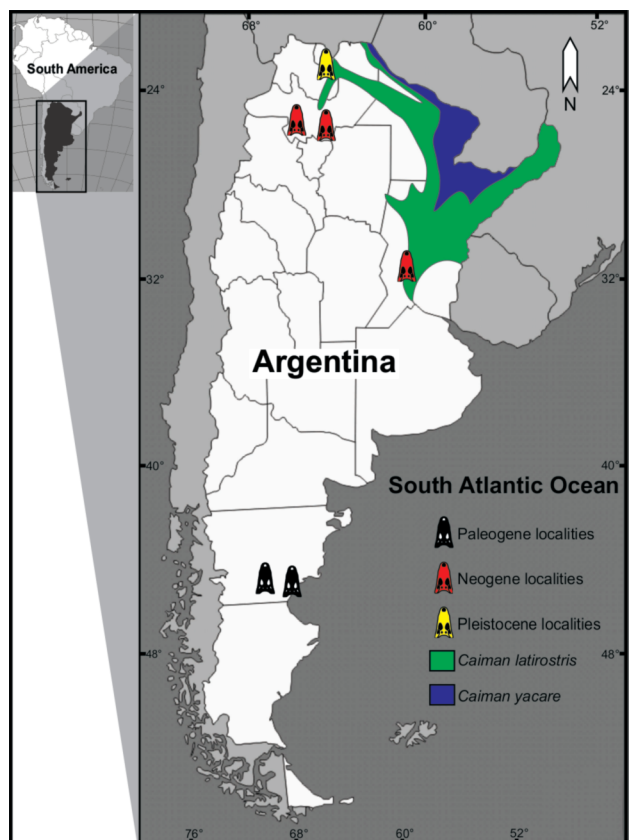 South America
68°
60°
52°
24°
24°
N
32°
32°
Argentina
40°
40°
South Atlantic Ocean
Paleogene localities
Neogene localities
Pleistocene localities
48°
48°
Caiman latirostris
Caiman yacare
76°
68°
60°
52°